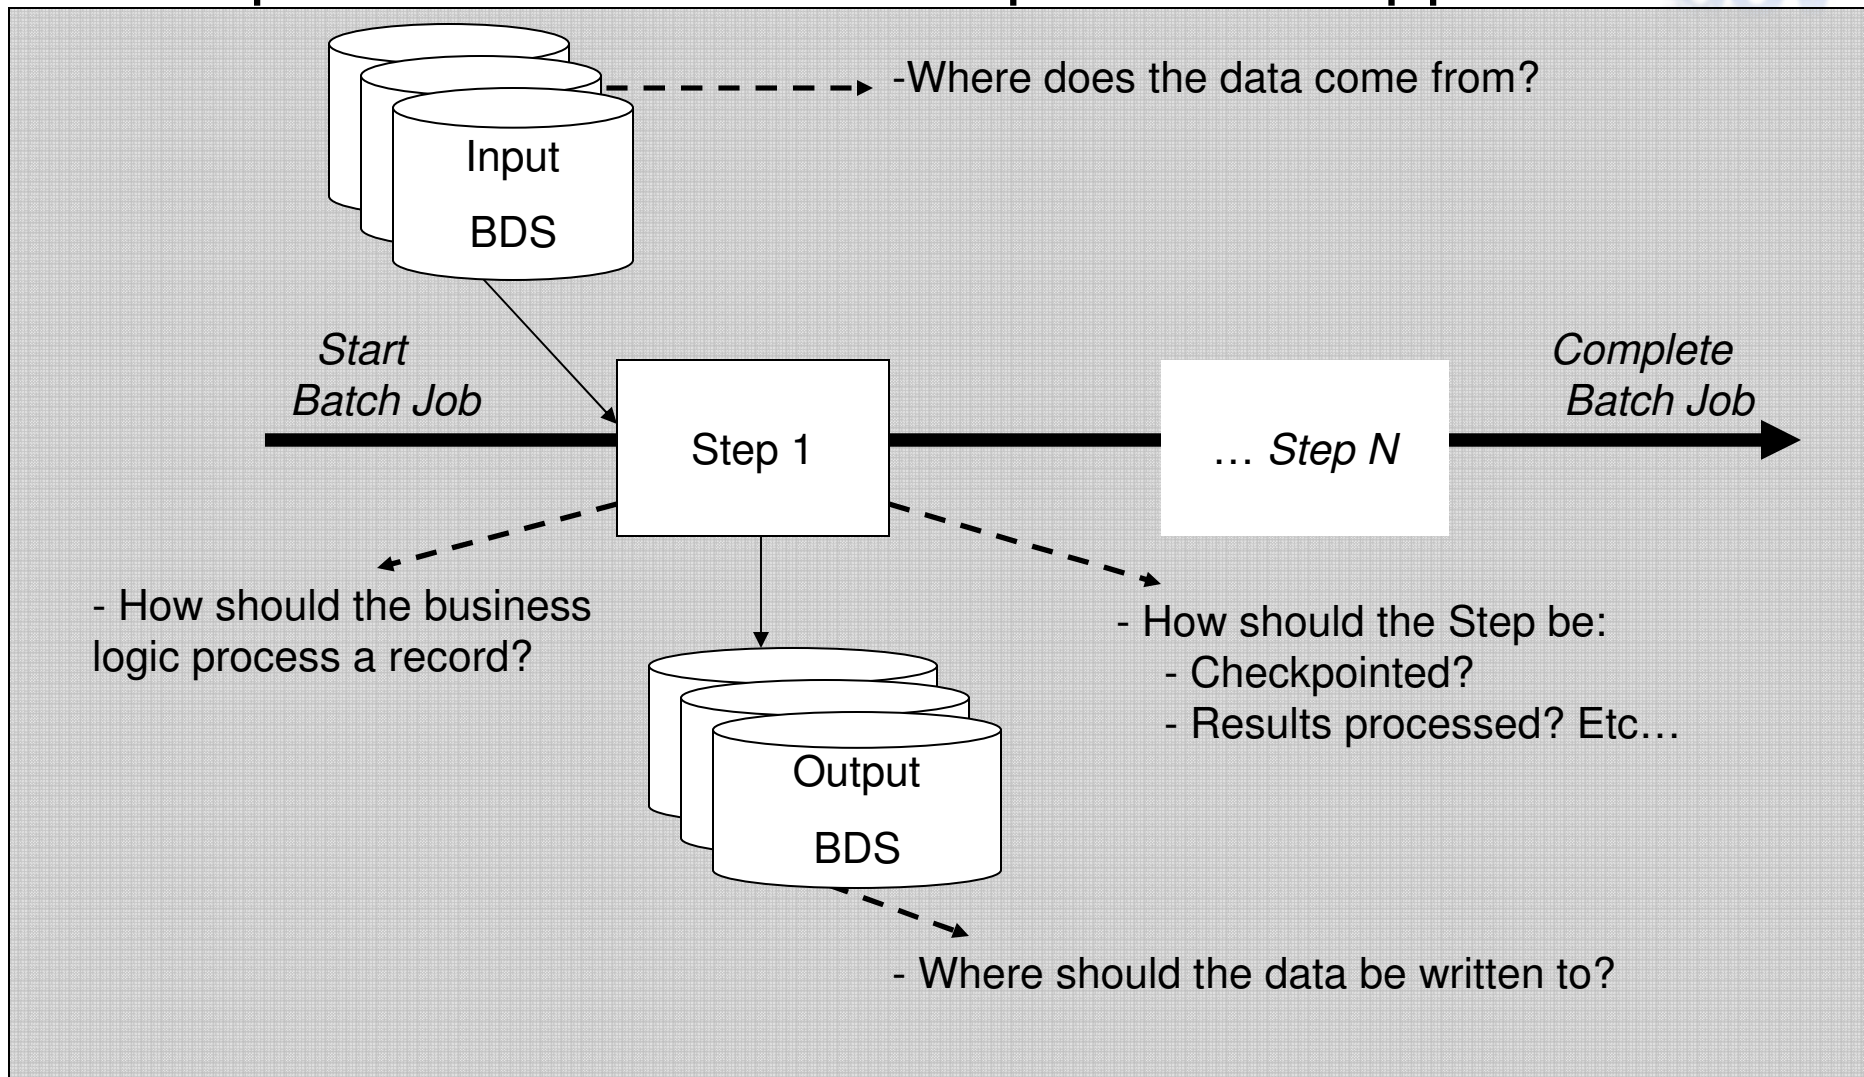 -Where does the data come from?
Input
BDS
Start
Batch Job
Complete
Batch Job
Step 1
… Step N
- How should the business
logic process a record?
- How should the Step be:
- Checkpointed?
- Results processed? Etc…
Output
BDS
- Where should the data be written to?